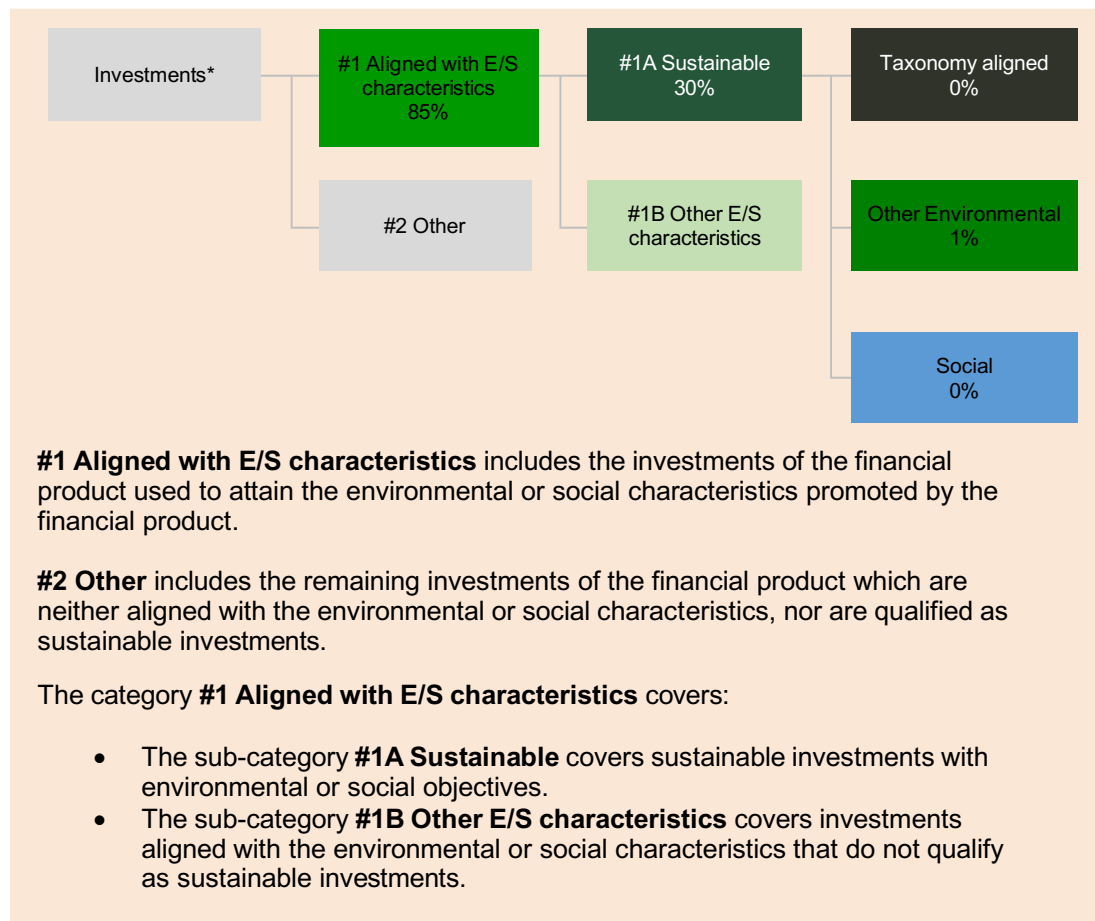 Investments*
#1 Aligned with E/S
characteristics
85%
#1A Sustainable
30%
Taxonomy aligned
0%
#2 Other
#1B Other E/S
characteristics
Other Environmental
1%
Social
0%
#1 Aligned with E/S characteristics includes the investments of the financial
product used to attain the environmental or social characteristics promoted by the
financial product.
#2 Other includes the remaining investments of the financial product which are
neither aligned with the environmental or social characteristics, nor are qualified as
sustainable investments.
The category #1 Aligned with E/S characteristics covers:
• The sub-category #1A Sustainable covers sustainable investments with
environmental or social objectives.
• The sub-category #1B Other E/S characteristics covers investments
aligned with the environmental or social characteristics that do not qualify
as sustainable investments.